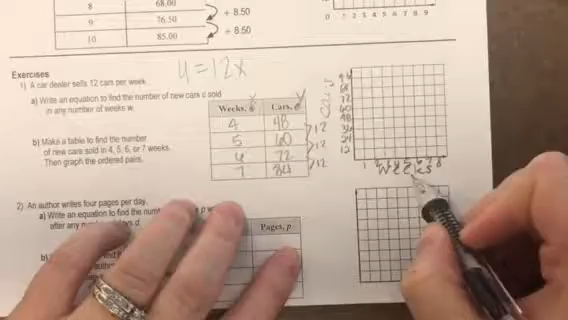 8 68.00
9 76.50
10 85.00
+ 8.50
+ 8.50
0 1 2 3 4 5 6 7 8 9
Exercises
y = 12x
1) A car dealer sells 12 cars per week.
a) Write an equation to find the number of new cars c sold
in any number of weeks w.
b) Make a table to find the number
of new cars sold in 4, 5, 6, or 7 weeks.
Then graph the ordered pairs.
Weeks, Cars,
4 48
5 60
6 72
7 84
12
12
12
Cars
72
60
48
36
24
12
Weeks
2) An author writes four pages per day.
a) Write an equation to find the
after any
Pages, p